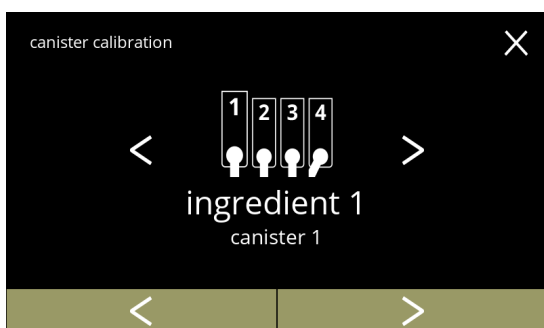 canister calibration
1 2 3 4
ingredient 1
canister 1